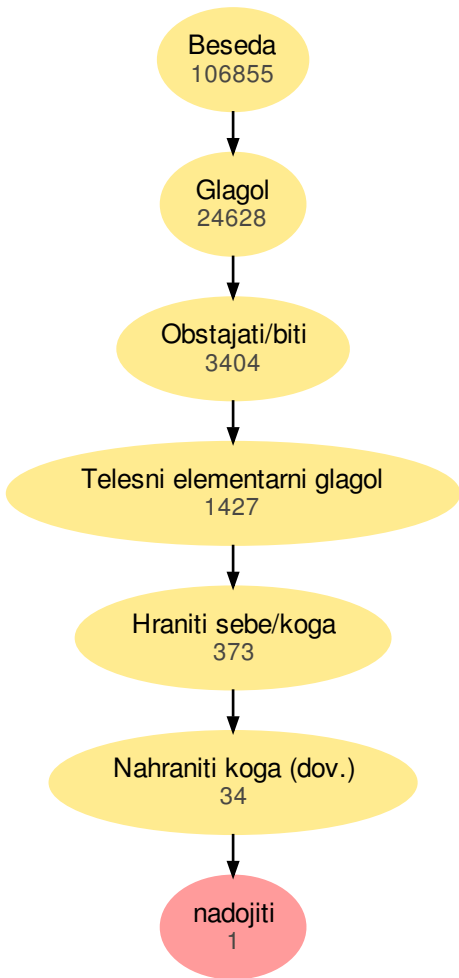 Beseda
106855
Glagol
24628
Obstajati/biti
3404
Telesni elementarni glagol
1427
Hraniti sebe/koga
373
Nahraniti koga (dov.)
34
nadojiti
1